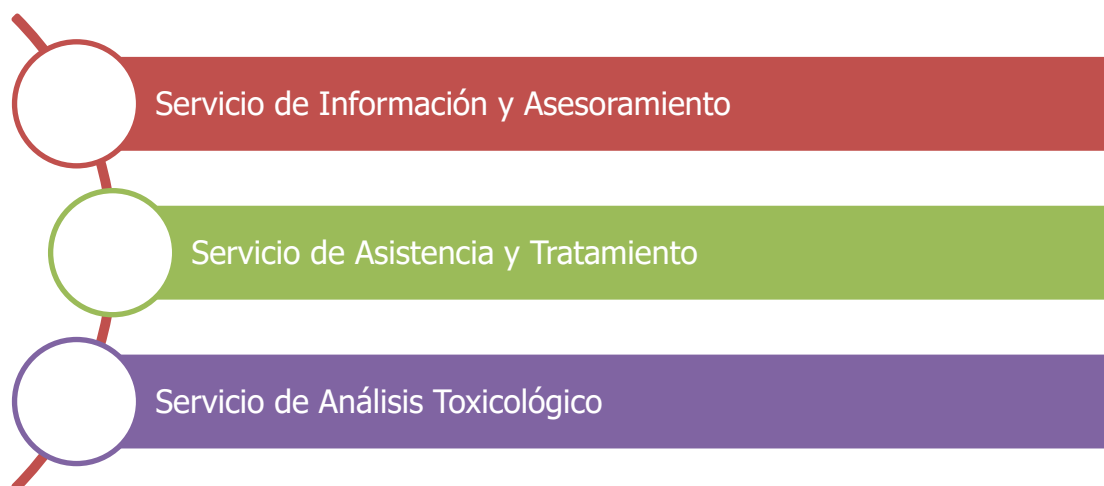 Servicio de Información y Asesoramiento
Servicio de Asistencia y Tratamiento
Servicio de Análisis Toxicológico